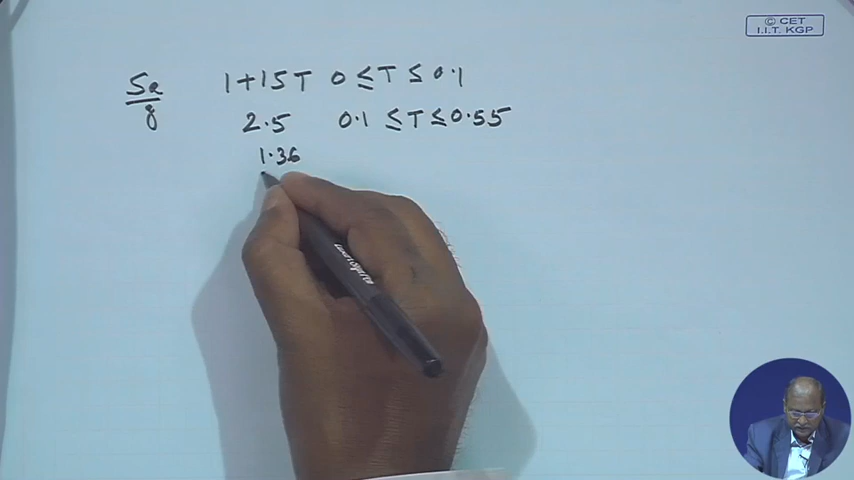 © CET
I.I.T. KGP
Sa/g 1+15T 0 ≤ T ≤ 0.1
2.5 0.1 ≤ T ≤ 0.55
1.36